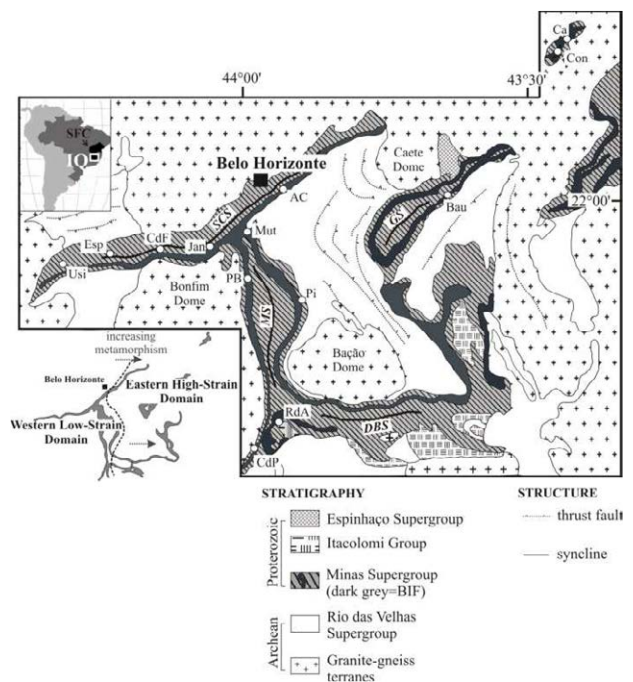 Ca
Con
44°00'
43°30'
SFC
IQ
Belo Horizonte
Caete
Dome
22°00'
AC
SCS
GS
Bau
Esp
CdF
Jan
Mut
Usi
PB
Bonfim
Dome
MS
Pi
Bação
Dome
increasing
metamorphism
Belo Horizonte
Eastern High-Strain
Domain
Western Low-Strain
Domain
RdA
DBS
CdP
STRATIGRAPHY
STRUCTURE
Proterozoic
Espinhaço Supergroup
thrust fault
Itacolomi Group
syncline
Minas Supergroup
(dark grey=BIF)
Archean
Rio das Velhas
Supergroup
Granite-gneiss
terranes